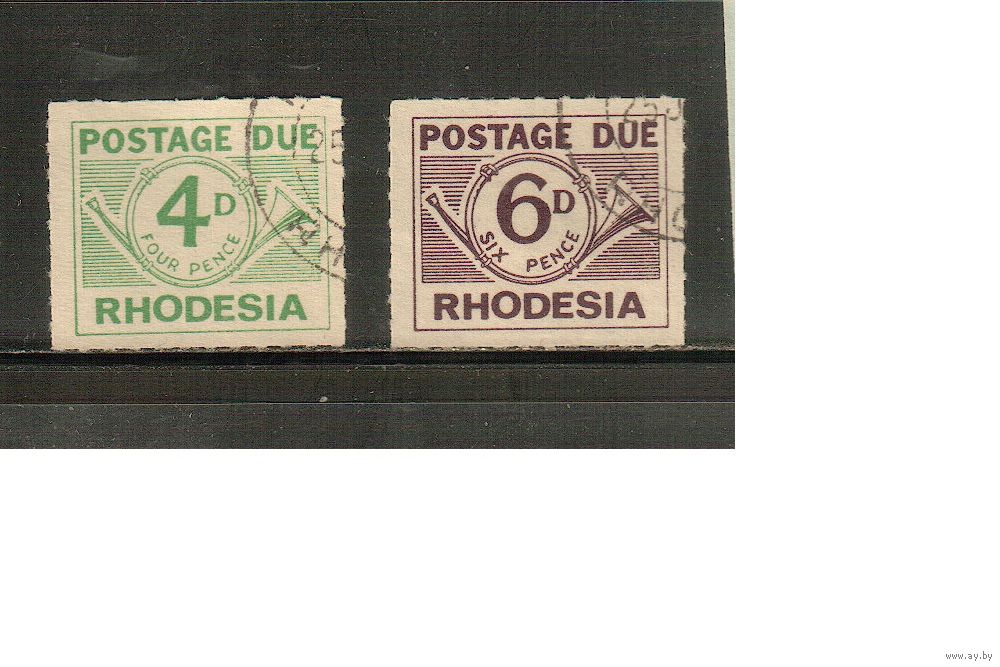 POSTAGE DUE
4D
FOUR PENCE
RHODESIA
POSTAGE DUE
6D
SIX PENCE
RHODESIA
www.ay.by